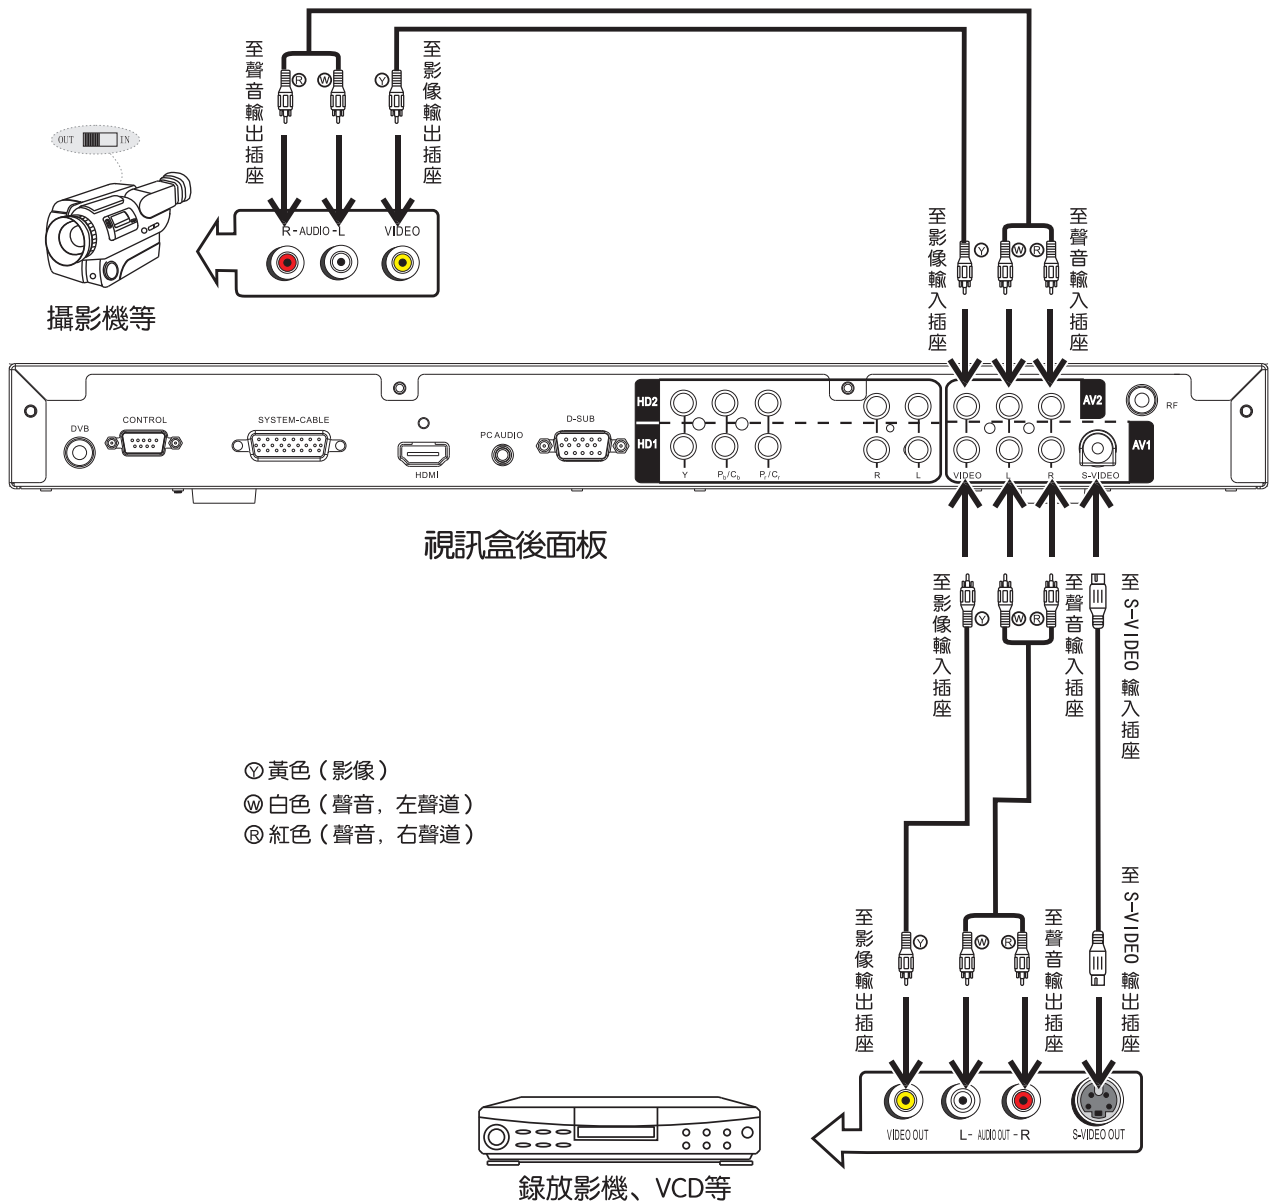 至聲音輸出插座
Ⓡ
Ⓦ
Ⓨ
至影像輸出插座
OUT
IN
R-AUDIO-L
VIDEO
攝影機等
至影像輸入插座
Ⓨ
Ⓦ
Ⓡ
至聲音輸入插座
DVB
CONTROL
SYSTEM-CABLE
HDMI
PC AUDIO
D-SUB
HD2
HD1
Y
Pb/Cb
Pr/Cr
R
L
AV2
AV1
RF
VIDEO
L
R
S-VIDEO
視訊盒後面板
至影像輸入插座
Ⓨ
Ⓦ
Ⓡ
至聲音輸入插座
至 S-VIDEO 輸入插座
Ⓨ黃色(影像)
Ⓦ白色(聲音, 左聲道)
Ⓡ紅色(聲音, 右聲道)
至影像輸出插座
Ⓨ
Ⓦ
Ⓡ
至聲音輸出插座
至 S-VIDEO 輸出插座
VIDEO OUT
L- AUDIO OUT -R
S-VIDEO OUT
錄放影機、VCD等